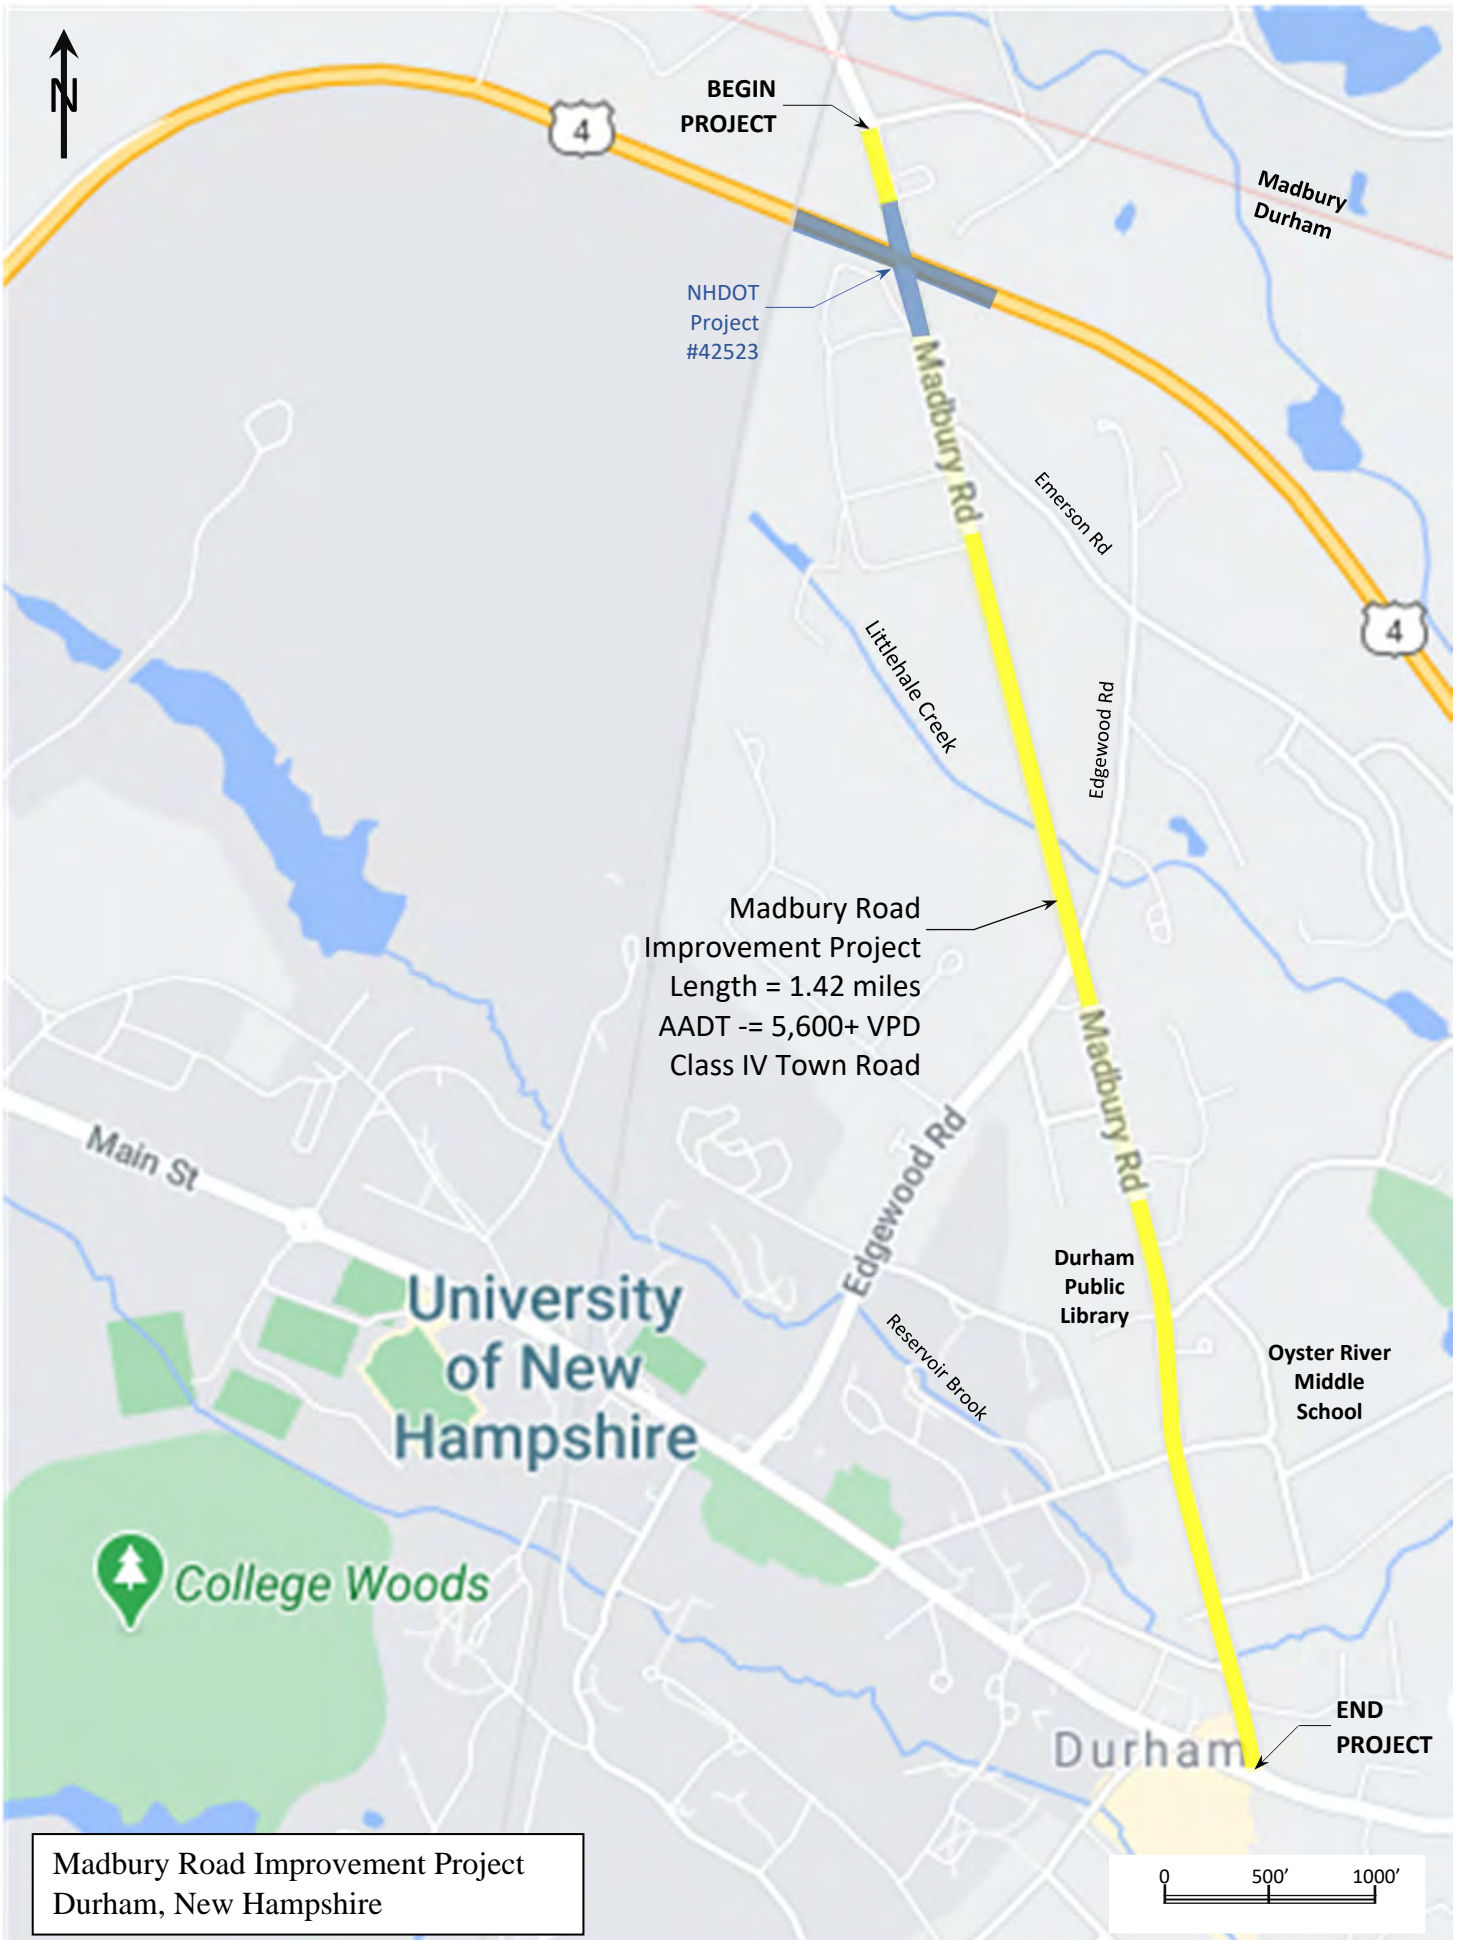 N
BEGIN
PROJECT
4
Madbury
Durham
NHDOT
Project
#42523
Madbury Rd
Emerson Rd
4
Littlehale Creek
Edgewood Rd
Madbury Road
Improvement Project
Length = 1.42 miles
AADT -= 5,600+ VPD
Class IV Town Road
Madbury Rd
Main St
Edgewood Rd
Durham
Public
Library
University
of New
Hampshire
Reservoir Brook
Oyster River
Middle
School
College Woods
END
PROJECT
Durham
Madbury Road Improvement Project
Durham, New Hampshire
0 500' 1000'